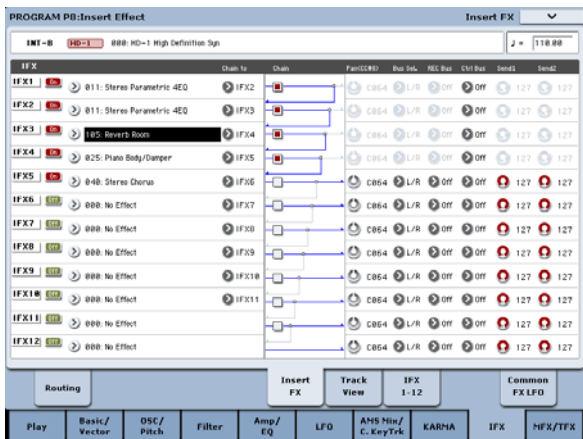 PROGRAM P8:Insert Effect Insert FX
INT-B HD-1 000: HD-1 High Definition Syn ♩= 110.00
IFX Chain to Chain Pan(CC#8) Bus Sel. REC Bus Ctrl Bus Send1 Send2
IFX1 On 011: Stereo Parametric 4EQ IFX2 C064 L/R Off Off 127 127
IFX2 On 011: Stereo Parametric 4EQ IFX3 C064 L/R Off Off 127 127
IFX3 On 105: Reverb Room IFX4 C064 L/R Off Off 127 127
IFX4 On 025: Piano Body/Damper IFX5 C064 L/R Off Off 127 127
IFX5 On 040: Stereo Chorus IFX6 C064 L/R Off Off 127 127
IFX6 Off 000: No Effect IFX7 C064 L/R Off Off 127 127
IFX7 Off 000: No Effect IFX8 C064 L/R Off Off 127 127
IFX8 Off 000: No Effect IFX9 C064 L/R Off Off 127 127
IFX9 Off 000: No Effect IFX10 C064 L/R Off Off 127 127
IFX10 Off 000: No Effect IFX11 C064 L/R Off Off 127 127
IFX11 Off 000: No Effect C064 L/R Off Off 127 127
IFX12 Off 000: No Effect C064 L/R Off Off 127 127
Routing Insert FX Track View IFX 1-12 Common FX LFO
Play Basic/Vector OSC/Pitch Filter Amp/EQ LFO AMS Mix/C.KeyTrk KARMA IFX MFX/TFX